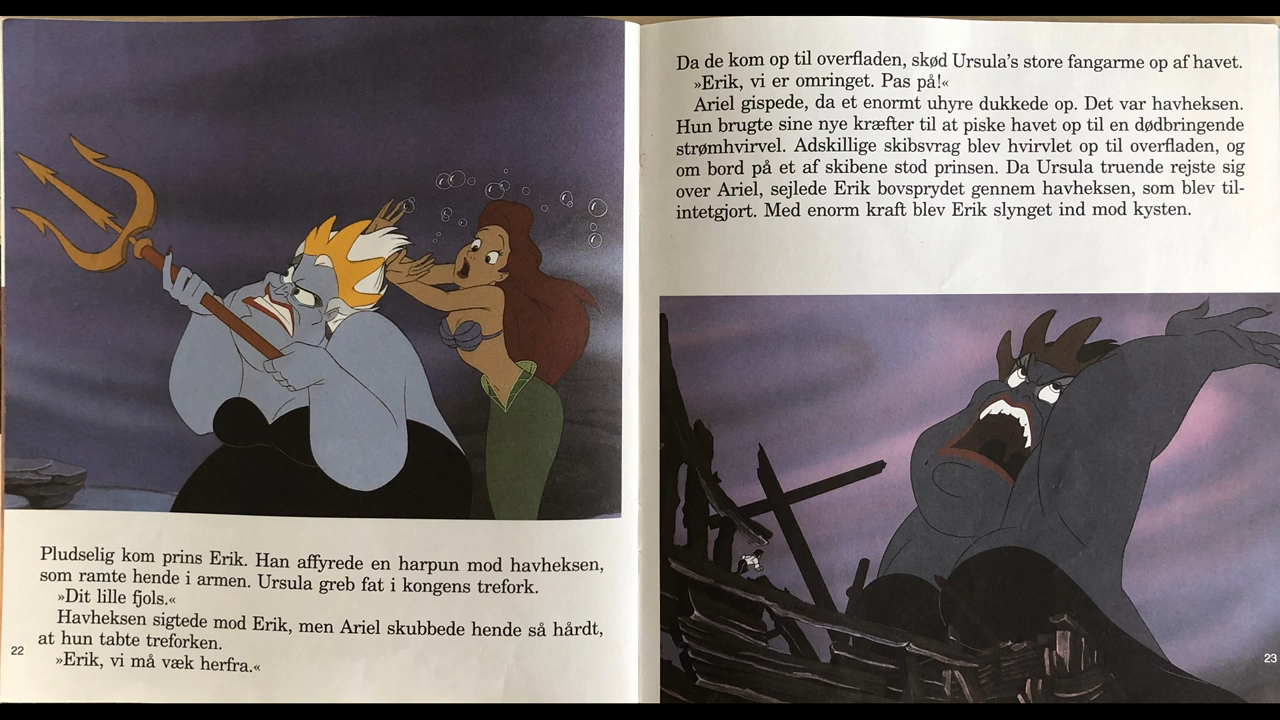 Pludselig kom prins Erik. Han affyrede en harpun mod havheksen,
som ramte hende i armen. Ursula greb fat i kongens trefork.
»Dit lille fjols.«
Havheksen sigtede mod Erik, men Ariel skubbede hende så hårdt,
at hun tabte treforken.
»Erik, vi må væk herfra.«
22
Da de kom op til overfladen, skød Ursula's store fangarme op af havet.
»Erik, vi er omringet. Pas på!«
Ariel gispede, da et enormt uhyre dukkede op. Det var havheksen.
Hun brugte sine nye kræfter til at piske havet op til en dødbringende
strømhvirvel. Adskillige skibsvrag blev hvirvlet op til overfladen, og
om bord på et af skibene stod prinsen. Da Ursula truende rejste sig
over Ariel, sejlede Erik bovsprydet gennem havheksen, som blev til-
intetgjort. Med enorm kraft blev Erik slynget ind mod kysten.
23